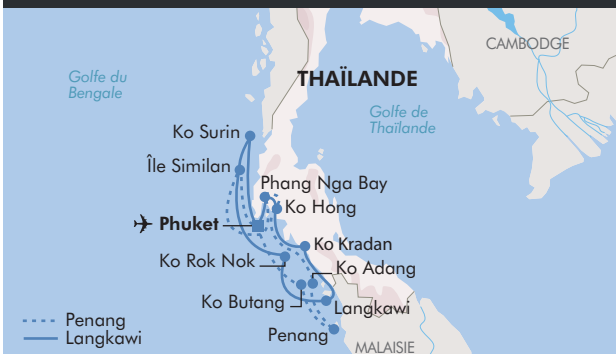 CAMBODGE
THAÏLANDE
Golfe du
Bengale
Golfe de
Thaïlande
Ko Surin
Île Similan
Phang Nga Bay
Ko Hong
Phuket
Ko Kradan
Ko Rok Nok
Ko Adang
Ko Butang
Langkawi
Penang
Penang
Langkawi
MALAISIE